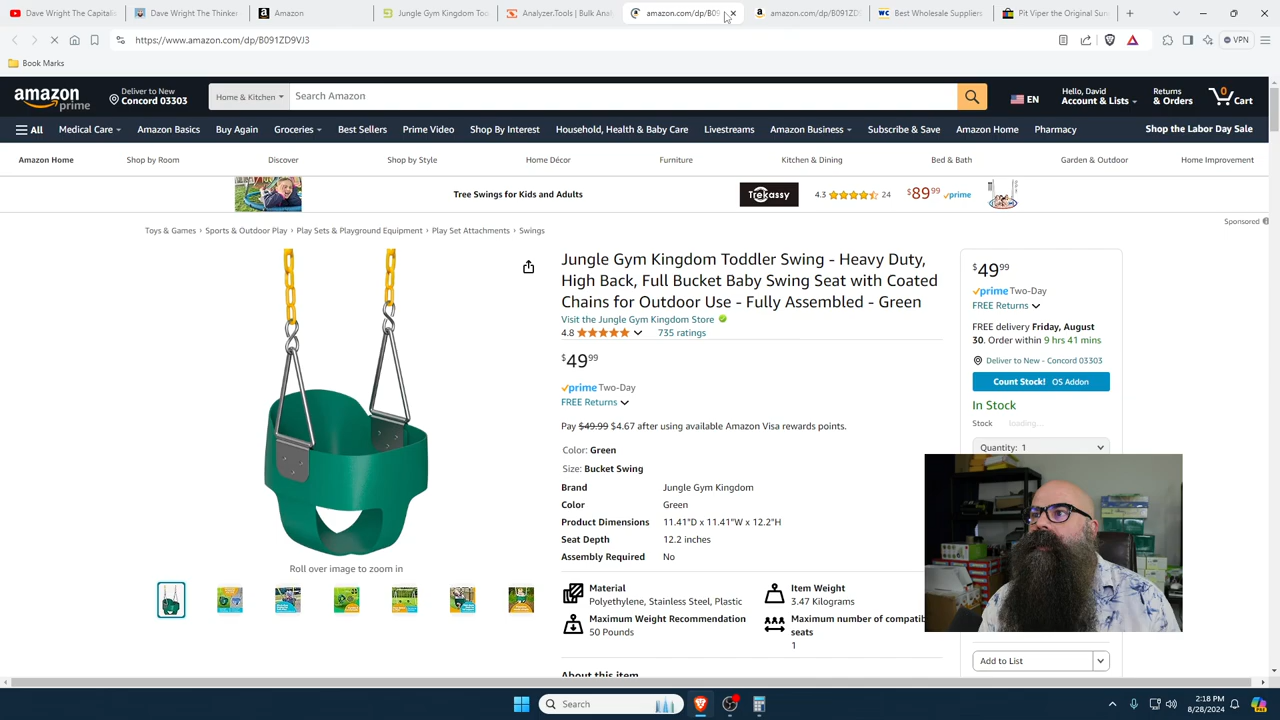 Dave Wright The Capitalis
Dave Wright The Thinker
Amazon
Jungle Gym Kingdom Tod
Analyzer.Tools | Bulk Ana
amazon.com/dp/B091
amazon.com/dp/B091ZD
Best Wholesale Suppliers
Pit Viper the Original Sun
https://www.amazon.com/dp/B091ZD9VJ3
VPN
Book Marks
amazon
prime
Deliver to New
Concord 03303
Home & Kitchen
Search Amazon
EN
Hello, David
Account & Lists
Returns
& Orders
0
Cart
All
Medical Care
Amazon Basics
Buy Again
Groceries
Best Sellers
Prime Video
Shop By Interest
Household, Health & Baby Care
Livestreams
Amazon Business
Subscribe & Save
Amazon Home
Pharmacy
Shop the Labor Day Sale
Amazon Home
Shop by Room
Discover
Shop by Style
Home Décor
Furniture
Kitchen & Dining
Bed & Bath
Garden & Outdoor
Home Improvement
Tree Swings for Kids and Adults
Trekassy
4.3
24
$89.99
prime
Sponsored
Toys & Games › Sports & Outdoor Play › Play Sets & Playground Equipment › Play Set Attachments › Swings
Jungle Gym Kingdom Toddler Swing - Heavy Duty,
High Back, Full Bucket Baby Swing Seat with Coated
Chains for Outdoor Use - Fully Assembled - Green
Visit the Jungle Gym Kingdom Store
4.8
735 ratings
$49.99
prime Two-Day
FREE Returns
Pay $49.99 $4.67 after using available Amazon Visa rewards points.
Color: Green
Size: Bucket Swing
Brand Jungle Gym Kingdom
Color Green
Product Dimensions 11.41"D x 11.41"W x 12.2"H
Seat Depth 12.2 inches
Assembly Required No
Material
Polyethylene, Stainless Steel, Plastic
Item Weight
3.47 Kilograms
Maximum Weight Recommendation
50 Pounds
Maximum number of compatib
seats
1
About this item
Roll over image to zoom in
$49.99
prime Two-Day
FREE Returns
FREE delivery Friday, August
30. Order within 9 hrs 41 mins
Deliver to New - Concord 03303
Count Stock! OS Addon
In Stock
Stock loading...
Quantity: 1
Add to List
Search
2:18 PM
8/28/2024